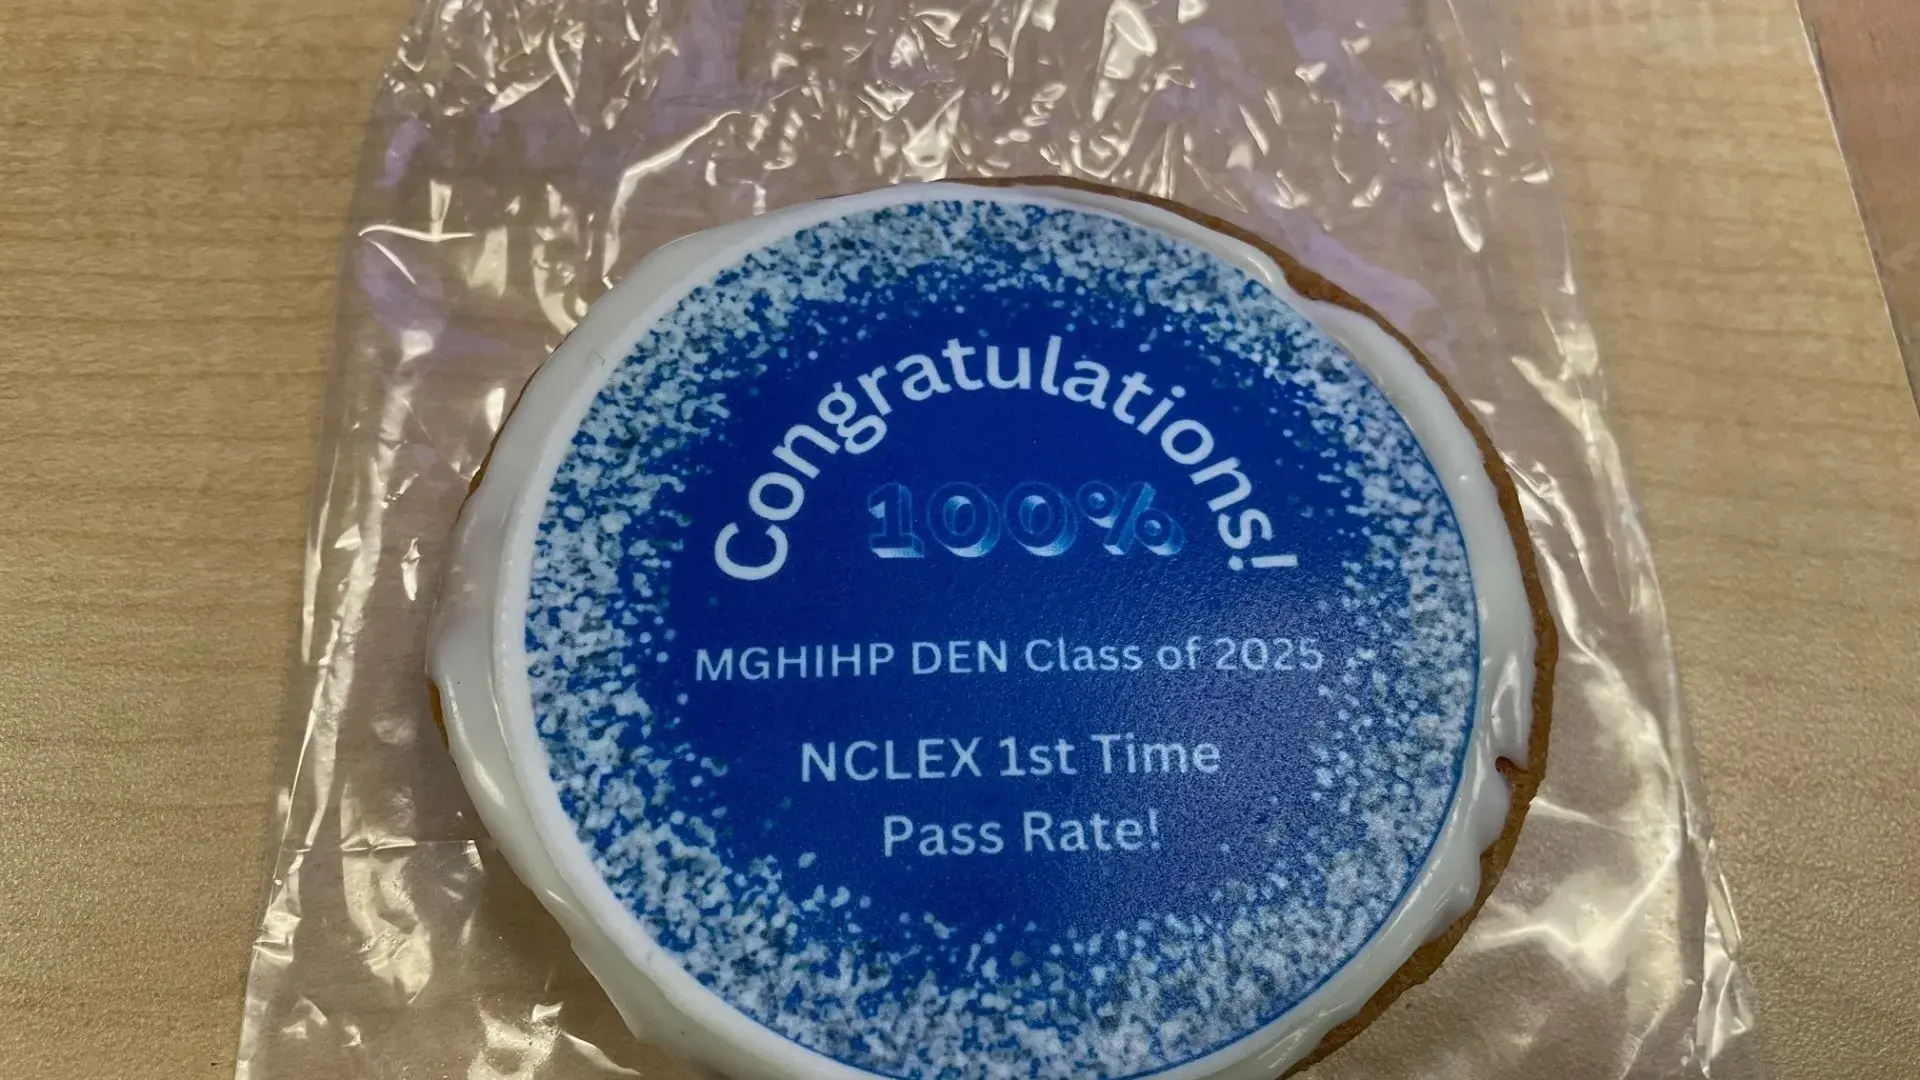 Congratulations!
100%
MGHIHP DEN Class of 2025
NCLEX 1st Time
Pass Rate!